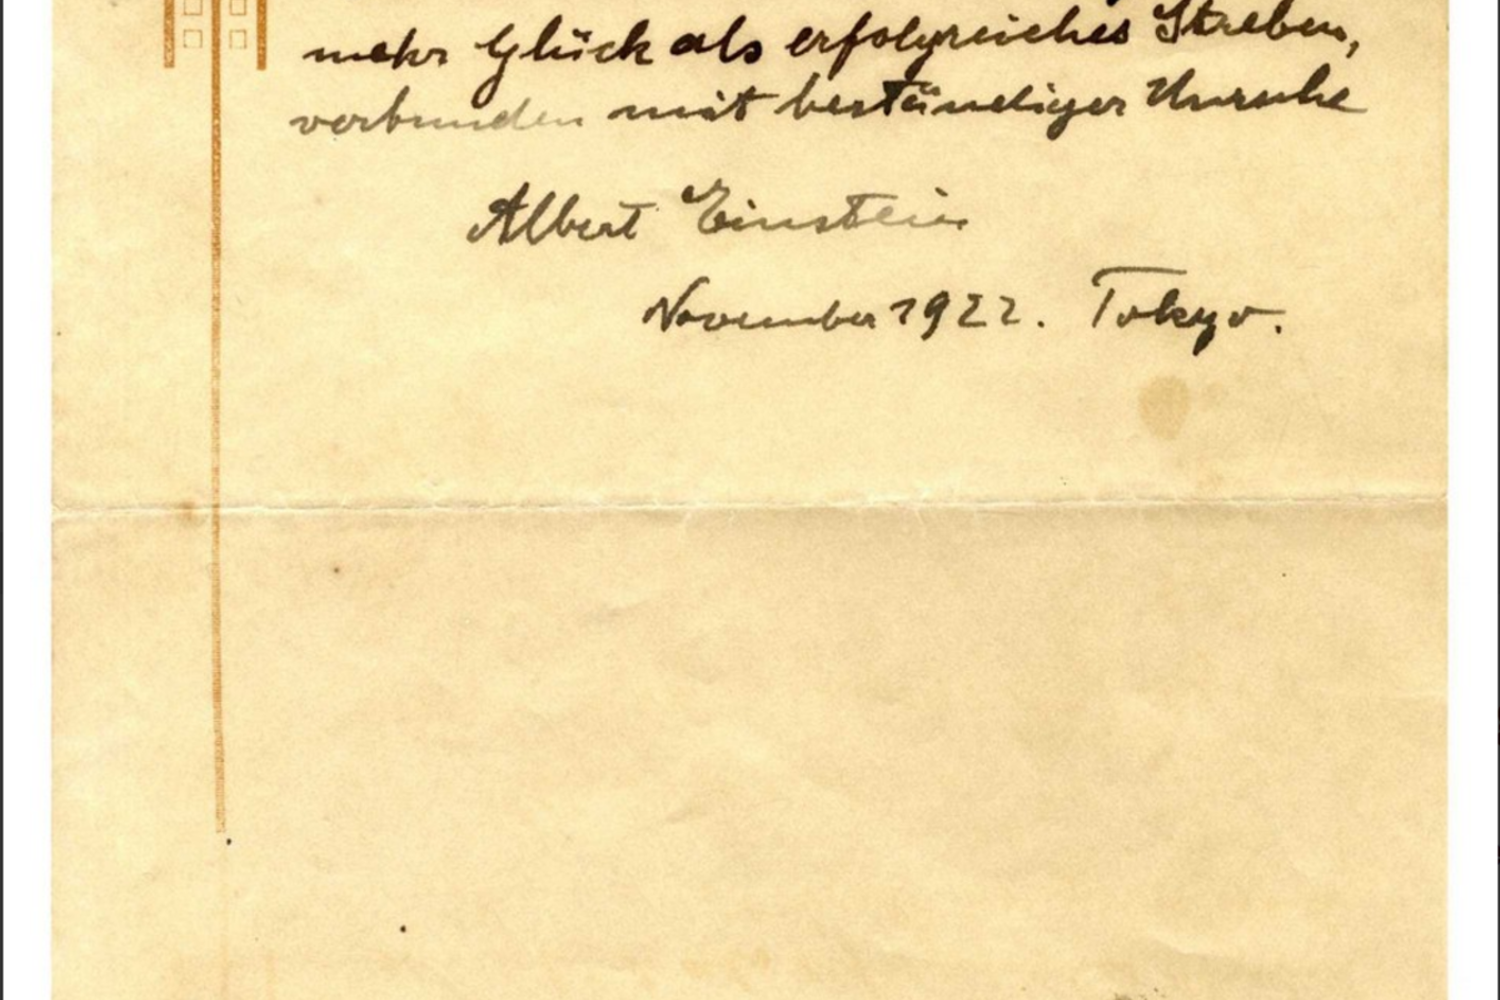 mehr Glück als erfolgreiches Streben,
verbunden mit beständiger Unruhe
Albert Einstein
November 1922. Tokyo.